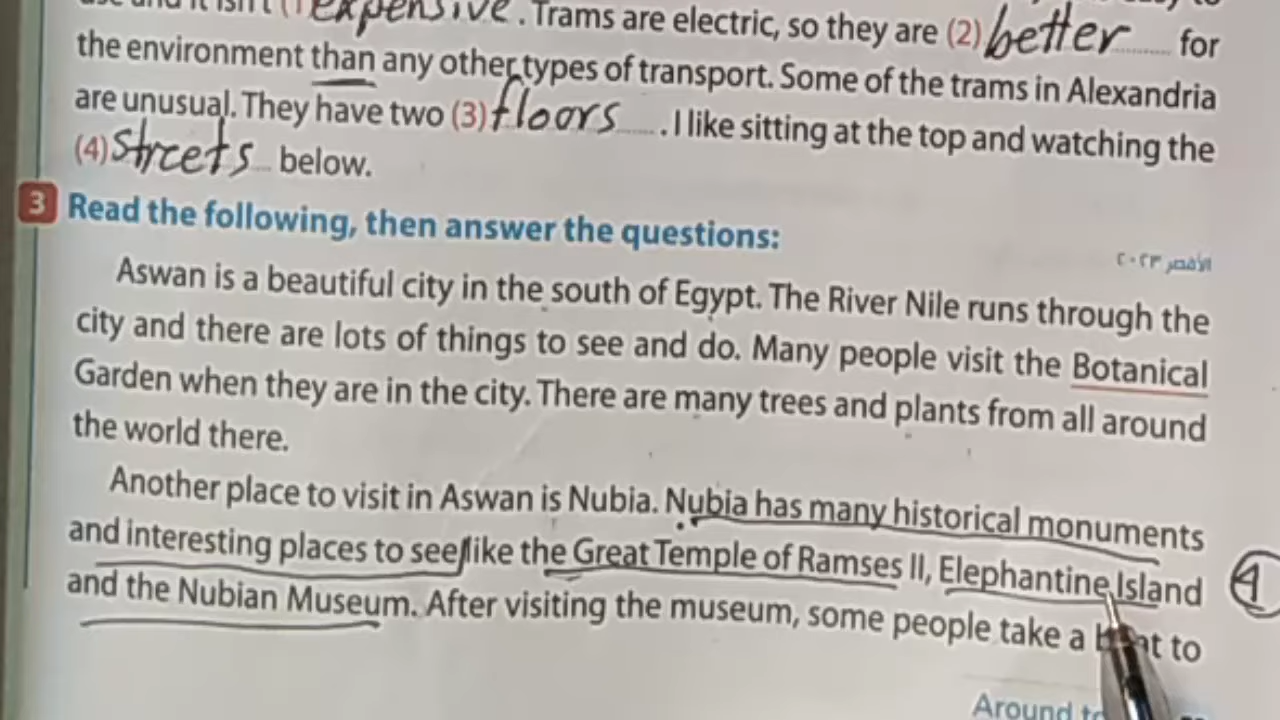 expensive. Trams are electric, so they are (2) better for
the environment than any other types of transport. Some of the trams in Alexandria
are unusual. They have two (3) floors. I like sitting at the top and watching the
(4) streets below.
3 Read the following, then answer the questions:
الأقصر ٢٠٢٣
Aswan is a beautiful city in the south of Egypt. The River Nile runs through the
city and there are lots of things to see and do. Many people visit the Botanical
Garden when they are in the city. There are many trees and plants from all around
the world there.
Another place to visit in Aswan is Nubia. Nubia has many historical monuments
and interesting places to see like the Great Temple of Ramses II, Elephantine Island
and the Nubian Museum. After visiting the museum, some people take a boat to
4
Around